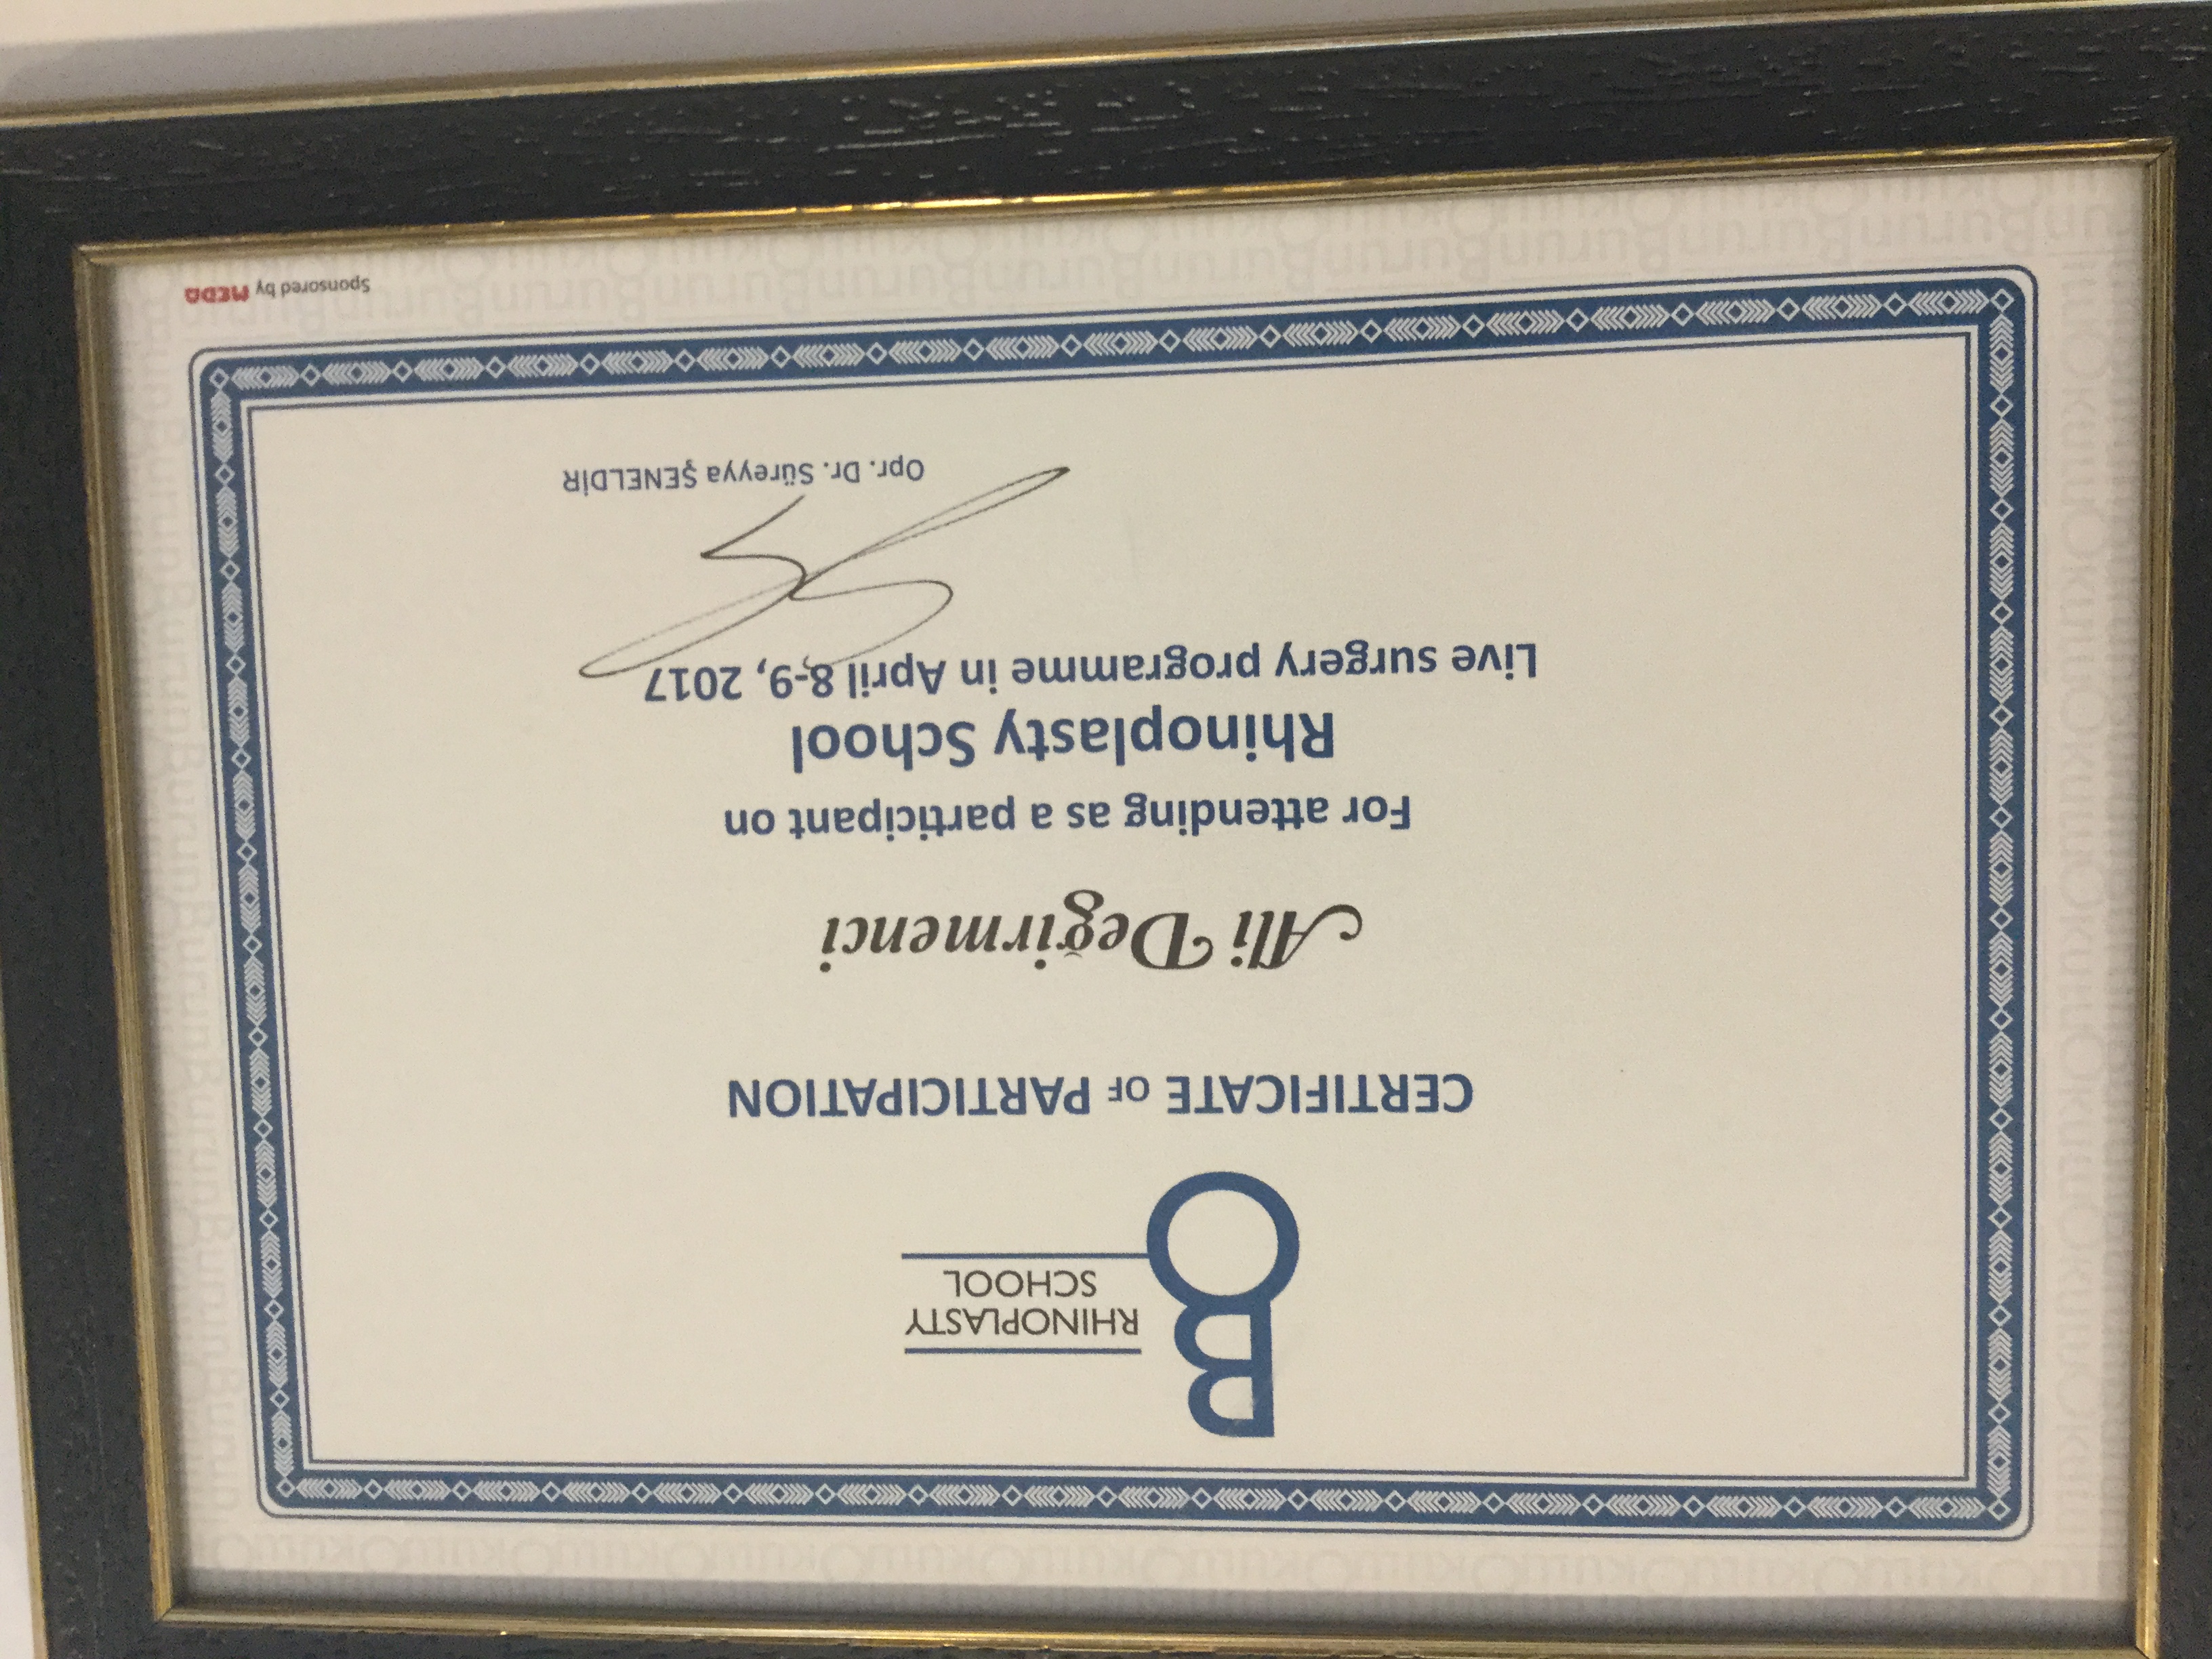 RHINOPLASTY
SCHOOL
CERTIFICATE OF PARTICIPATION
Ali Değirmenci
For attending as a participant on
Rhinoplasty School
Live surgery programme in April 8-9, 2017
Opr. Dr. Süreyya ŞENELDİR
Sponsored by MEDA